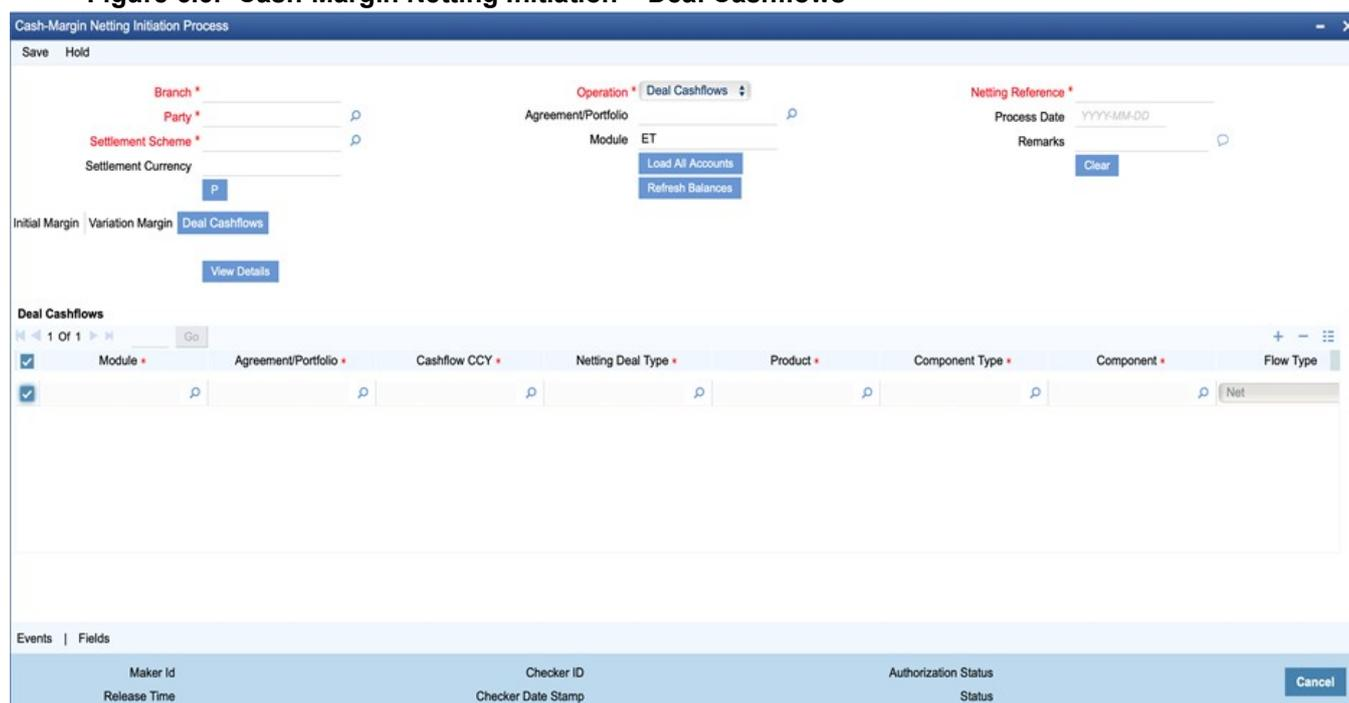 Cash-Margin Netting Initiation Process
Save Hold
Branch * Operation * Deal Cashflows Netting Reference *
Party * Agreement/Portfolio Process Date YYYY-MM-DD
Settlement Scheme * Module ET Remarks
Settlement Currency Load All Accounts Clear
P Refresh Balances
Initial Margin Variation Margin Deal Cashflows
View Details
Deal Cashflows
1 Of 1 Go
Module * Agreement/Portfolio * Cashflow CCY * Netting Deal Type * Product * Component Type * Component * Flow Type
Net
Events | Fields
Maker Id Checker ID Authorization Status Cancel
Release Time Checker Date Stamp Status